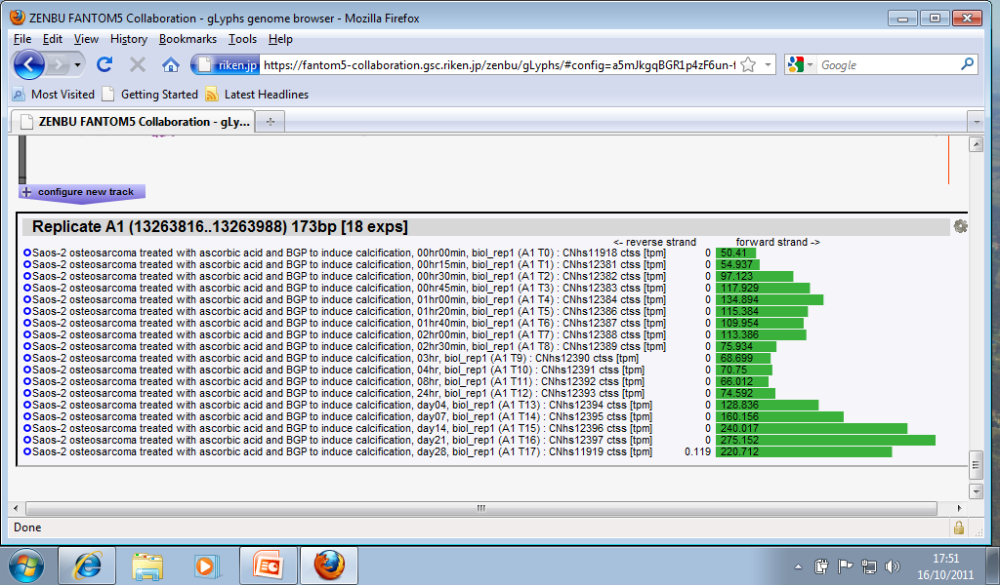 ZENBU FANTOM5 Collaboration - gLyphs genome browser - Mozilla Firefox
File Edit View History Bookmarks Tools Help
riken.jp https://fantom5-collaboration.gsc.riken.jp/zenbu/gLyphs/#config=a5mJkgqBGR1p4zF6un-f Google
Most Visited Getting Started Latest Headlines
ZENBU FANTOM5 Collaboration - gLy...
configure new track
Replicate A1 (13263816..13263988) 173bp [18 exps]
<- reverse strand forward strand ->
Saos-2 osteosarcoma treated with ascorbic acid and BGP to induce calcification, 00hr00min, biol_rep1 (A1 T0) : CNhs11918 ctss [tpm] 0 50.41
Saos-2 osteosarcoma treated with ascorbic acid and BGP to induce calcification, 00hr15min, biol_rep1 (A1 T1) : CNhs12381 ctss [tpm] 0 54.937
Saos-2 osteosarcoma treated with ascorbic acid and BGP to induce calcification, 00hr30min, biol_rep1 (A1 T2) : CNhs12382 ctss [tpm] 0 97.123
Saos-2 osteosarcoma treated with ascorbic acid and BGP to induce calcification, 00hr45min, biol_rep1 (A1 T3) : CNhs12383 ctss [tpm] 0 117.929
Saos-2 osteosarcoma treated with ascorbic acid and BGP to induce calcification, 01hr00min, biol_rep1 (A1 T4) : CNhs12384 ctss [tpm] 0 134.894
Saos-2 osteosarcoma treated with ascorbic acid and BGP to induce calcification, 01hr20min, biol_rep1 (A1 T5) : CNhs12386 ctss [tpm] 0 115.384
Saos-2 osteosarcoma treated with ascorbic acid and BGP to induce calcification, 01hr40min, biol_rep1 (A1 T6) : CNhs12387 ctss [tpm] 0 109.954
Saos-2 osteosarcoma treated with ascorbic acid and BGP to induce calcification, 02hr00min, biol_rep1 (A1 T7) : CNhs12388 ctss [tpm] 0 113.386
Saos-2 osteosarcoma treated with ascorbic acid and BGP to induce calcification, 02hr30min, biol_rep1 (A1 T8) : CNhs12389 ctss [tpm] 0 75.934
Saos-2 osteosarcoma treated with ascorbic acid and BGP to induce calcification, 03hr, biol_rep1 (A1 T9) : CNhs12390 ctss [tpm] 0 68.699
Saos-2 osteosarcoma treated with ascorbic acid and BGP to induce calcification, 04hr, biol_rep1 (A1 T10) : CNhs12391 ctss [tpm] 0 70.75
Saos-2 osteosarcoma treated with ascorbic acid and BGP to induce calcification, 08hr, biol_rep1 (A1 T11) : CNhs12392 ctss [tpm] 0 66.012
Saos-2 osteosarcoma treated with ascorbic acid and BGP to induce calcification, 24hr, biol_rep1 (A1 T12) : CNhs12393 ctss [tpm] 0 74.592
Saos-2 osteosarcoma treated with ascorbic acid and BGP to induce calcification, day04, biol_rep1 (A1 T13) : CNhs12394 ctss [tpm] 0 128.836
Saos-2 osteosarcoma treated with ascorbic acid and BGP to induce calcification, day07, biol_rep1 (A1 T14) : CNhs12395 ctss [tpm] 0 160.156
Saos-2 osteosarcoma treated with ascorbic acid and BGP to induce calcification, day14, biol_rep1 (A1 T15) : CNhs12396 ctss [tpm] 0 240.017
Saos-2 osteosarcoma treated with ascorbic acid and BGP to induce calcification, day21, biol_rep1 (A1 T16) : CNhs12397 ctss [tpm] 0 275.152
Saos-2 osteosarcoma treated with ascorbic acid and BGP to induce calcification, day28, biol_rep1 (A1 T17) : CNhs11919 ctss [tpm] 0.119 220.712
Done
17:51
16/10/2011